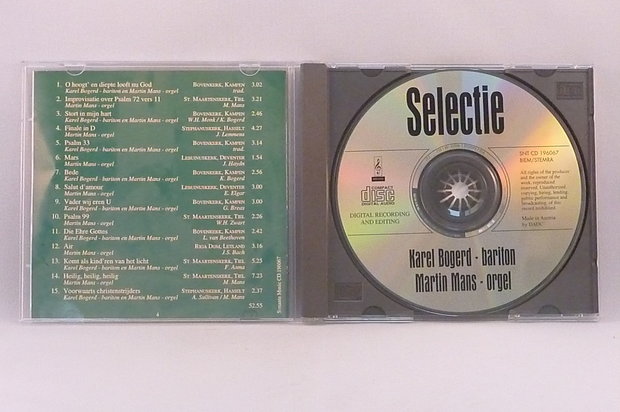 1. O hoogt' en diepte looft nu God Bovenkerk, Kampen 3.02
Karel Bogerd - bariton en Martin Mans - orgel trad.
2. Improvisatie over Psalm 72 vers 11 St. Maartenskerk, Tiel 3.21
Martin Mans - orgel M. Mans
3. Stort in mijn hart Bovenkerk, Kampen 2.46
Karel Bogerd - bariton en Martin Mans - orgel W.H. Monk / K. Bogerd
4. Finale in D Stephanuskerk, Hasselt 4.27
Martin Mans - orgel J. Lemmens
5. Psalm 33 Bovenkerk, Kampen 3.14
Karel Bogerd - bariton en Martin Mans - orgel trad.
6. Mars Lebuinuskerk, Deventer 1.54
Martin Mans - orgel J. Haydn
7. Bede Bovenkerk, Kampen 2.56
Karel Bogerd - bariton en Martin Mans - orgel K. Bogerd
8. Salut d'amour Lebuinuskerk, Deventer 3.00
Martin Mans - orgel E. Elgar
9. Vader wij eren U Bovenkerk, Kampen 3.00
Karel Bogerd - bariton en Martin Mans - orgel G. Breas
10. Psalm 99 St. Maartenskerk, Tiel 2.26
Martin Mans - orgel W.H. Zwart
11. Die Ehre Gottes Bovenkerk, Kampen 2.42
Karel Bogerd - bariton en Martin Mans - orgel L. van Beethoven
12. Air Riga Dom, Letland 3.16
Martin Mans - orgel J.S. Bach
13. Komt als kind'ren van het licht St. Maartenskerk, Tiel 5.25
Karel Bogerd - bariton en Martin Mans - orgel F. Asma
14. Heilig, heilig, heilig St. Maartenskerk, Tiel 7.23
Martin Mans - orgel M. Mans
15. Voorwaarts christenstrijders Stephanuskerk, Hasselt 2.37
Karel Bogerd - bariton en Martin Mans - orgel A. Sullivan / M. Mans
52.55
Music CD 196067
4
Selectie
SNT CD 196067
BIEM/STEMRA
All rights of the producer
and of the owner of the
work reproduced
reserved. Unauthorized
copying, hiring, lending,
public performance and
broadcasting of this
record prohibited.
Made in Austria
by DADC
COMPACT
disc
DIGITAL AUDIO
DIGITAL RECORDING
AND EDITING
Karel Bogerd - bariton
Martin Mans - orgel